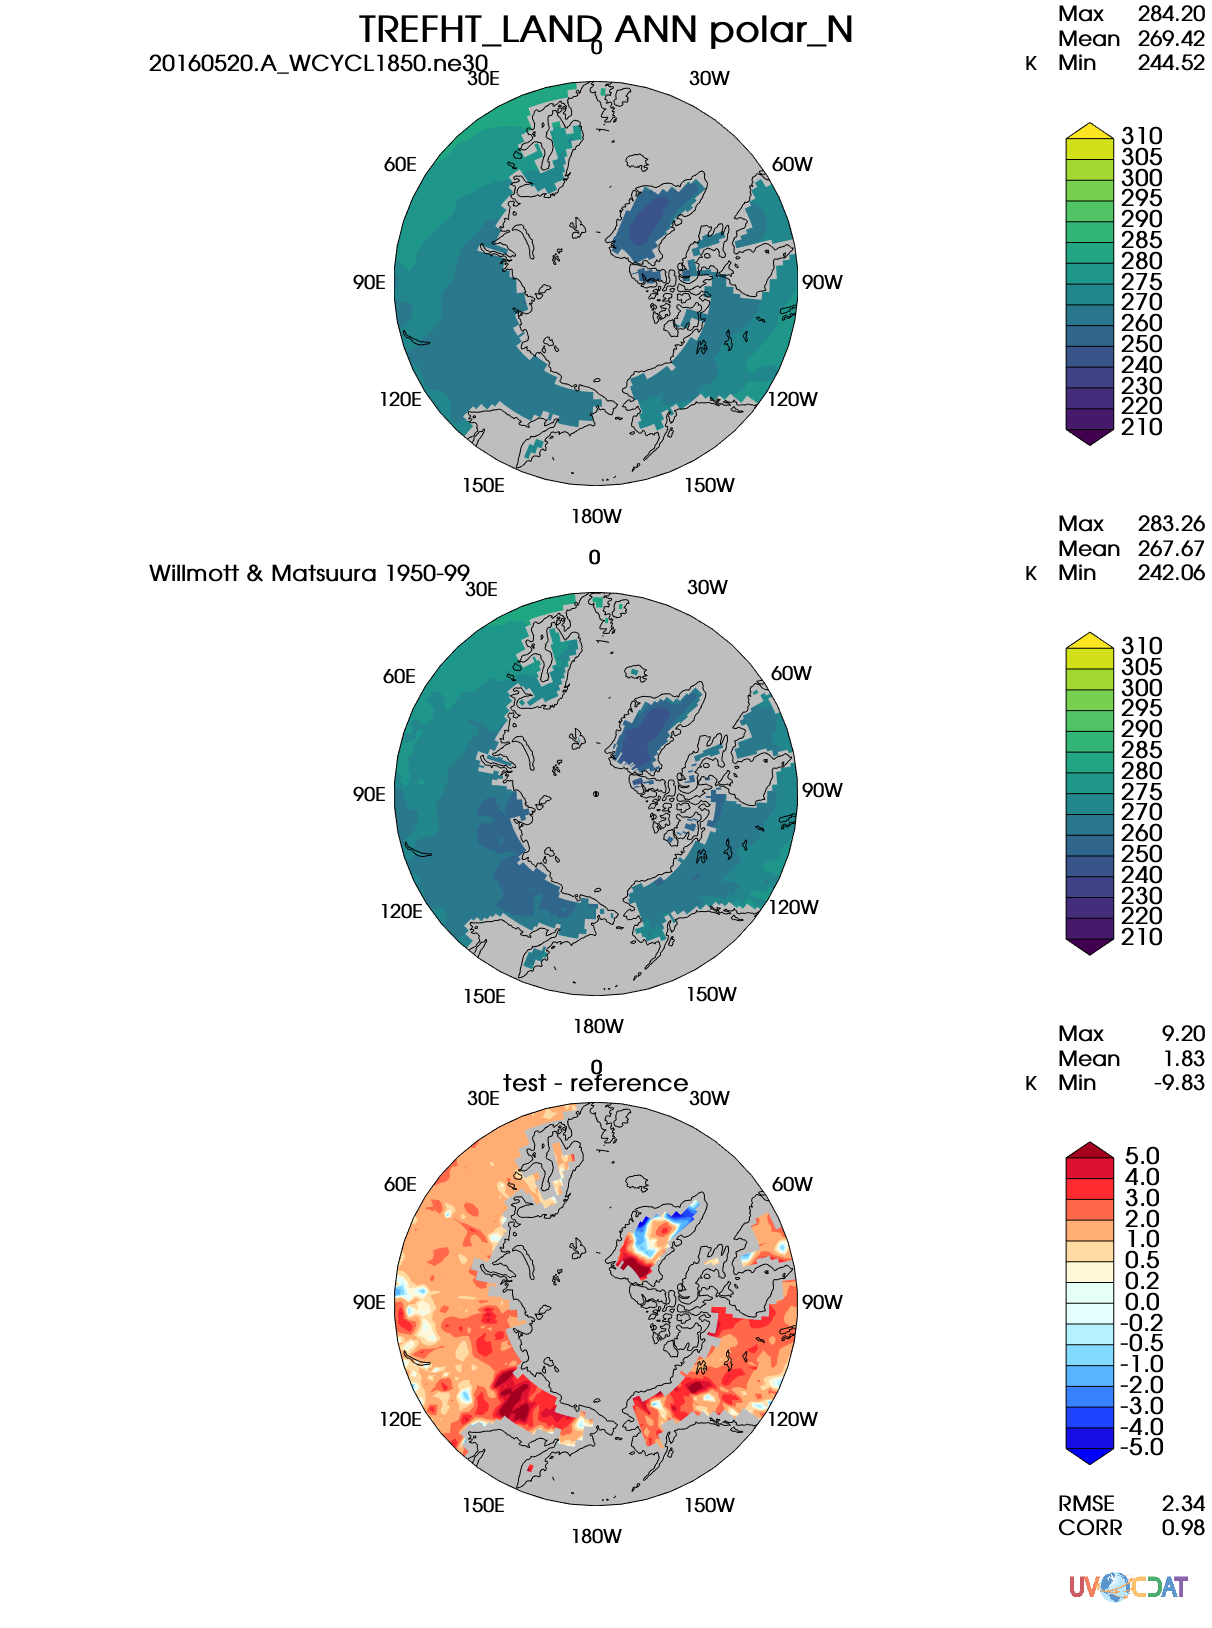 TREFHT_LAND ANN polar_N
20160520.A_WCYCL1850.ne30
Max 284.20
Mean 269.42
K Min 244.52
0
30E 30W
60E 60W
90E 90W
120E 120W
150E 150W
180W
310
305
300
295
290
285
280
275
270
260
250
240
230
220
210
Willmott & Matsuura 1950-99
Max 283.26
Mean 267.67
K Min 242.06
0
30E 30W
60E 60W
90E 90W
120E 120W
150E 150W
180W
310
305
300
295
290
285
280
275
270
260
250
240
230
220
210
test - reference
Max 9.20
Mean 1.83
K Min -9.83
0
30E 30W
60E 60W
90E 90W
120E 120W
150E 150W
180W
5.0
4.0
3.0
2.0
1.0
0.5
0.2
0.0
-0.2
-0.5
-1.0
-2.0
-3.0
-4.0
-5.0
RMSE 2.34
CORR 0.98
UV CDAT